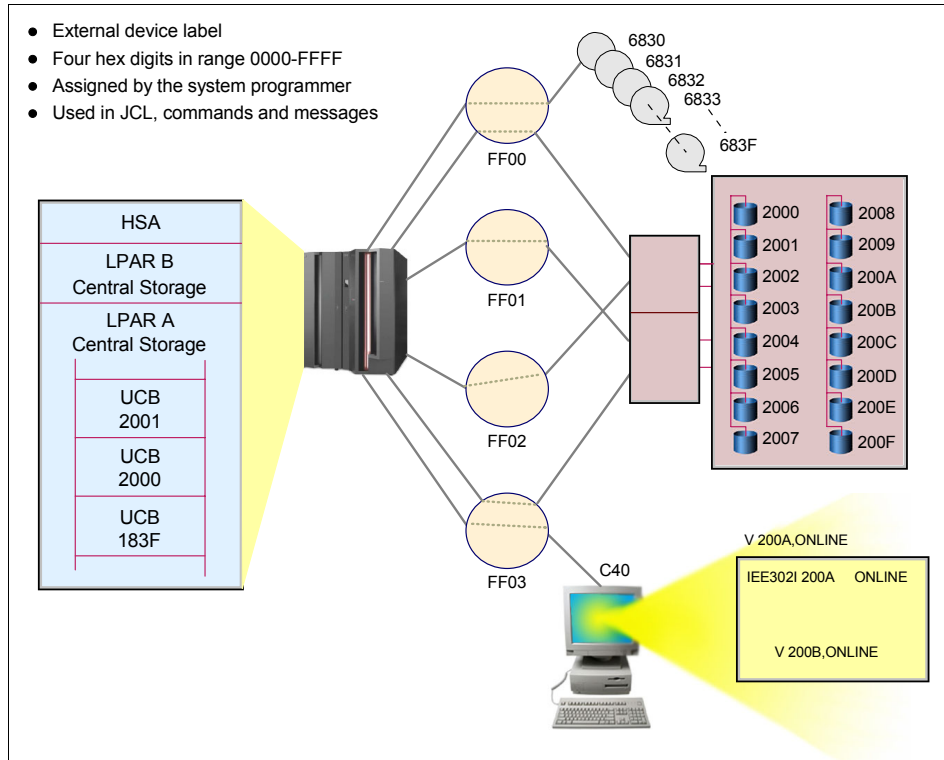 ● External device label
● Four hex digits in range 0000-FFFF
● Assigned by the system programmer
● Used in JCL, commands and messages
6830
6831
6832
6833
683F
FF00
HSA
LPAR B
Central Storage
LPAR A
Central Storage
UCB
2001
UCB
2000
UCB
183F
FF01
FF02
FF03
2000
2001
2002
2003
2004
2005
2006
2007
2008
2009
200A
200B
200C
200D
200E
200F
C40
V 200A,ONLINE
IEE302I 200A ONLINE
V 200B,ONLINE